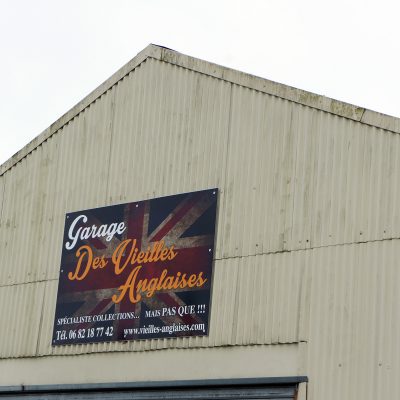 Garage
Des Vieilles
Anglaises
SPÉCIALISTE COLLECTIONS... MAIS PAS QUE !!!
Tél. 06 82 18 77 42 www.vieilles-anglaises.com